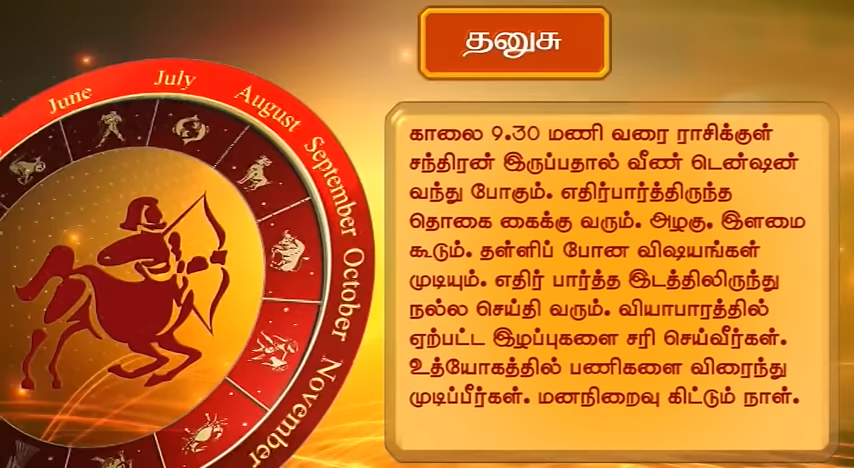 தனுசு
June
July
August
September
October
November
காலை 9.30 மணி வரை ராசிக்குள்
சந்திரன் இருப்பதால் வீண் டென்ஷன்
வந்து போகும். எதிர்பார்த்திருந்த
தொகை கைக்கு வரும். அழகு, இளமை
கூடும். தள்ளிப் போன விஷயங்கள்
முடியும். எதிர் பார்த்த இடத்திலிருந்து
நல்ல செய்தி வரும். வியாபாரத்தில்
ஏற்பட்ட இழப்புகளை சரி செய்வீர்கள்.
உத்யோகத்தில் பணிகளை விரைந்து
முடிப்பீர்கள். மனநிறைவு கிட்டும் நாள்.